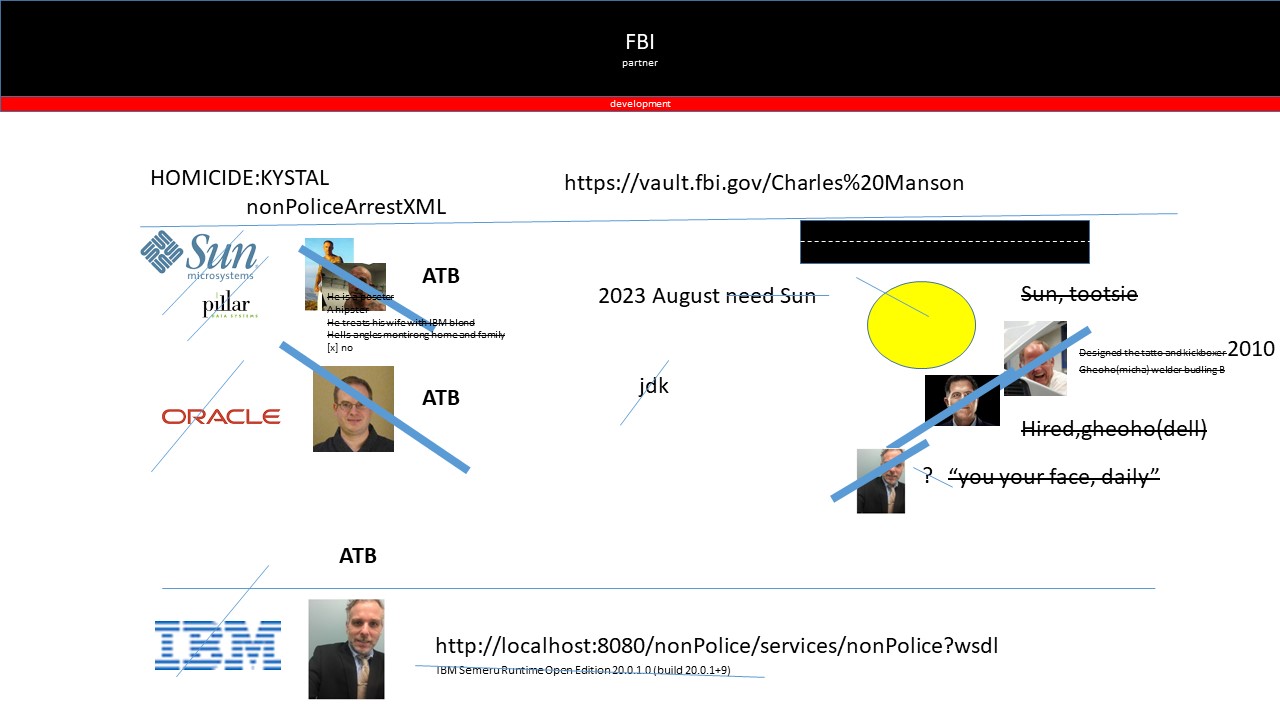 FBI
partner
development
HOMICIDE:KYSTAL
nonPoliceArrestXML
https://vault.fbi.gov/Charles%20Manson
Sun
microsystems
pillar
DATA SYSTEMS
ATB
He is a poseter
A hipster
He treats his wife with IBM blond
Hells angles montirong home and family
[x] no
2023 August need Sun
Sun, tootsie
Designed the tatto and kickboxer 2010
Gheoho(micha) welder budling B
ORACLE
ATB
jdk
Hired,gheoho(dell)
? “you your face, daily”
ATB
IBM
http://localhost:8080/nonPolice/services/nonPolice?wsdl
IBM Semeru Runtime Open Edition 20.0.1.0 (build 20.0.1+9)